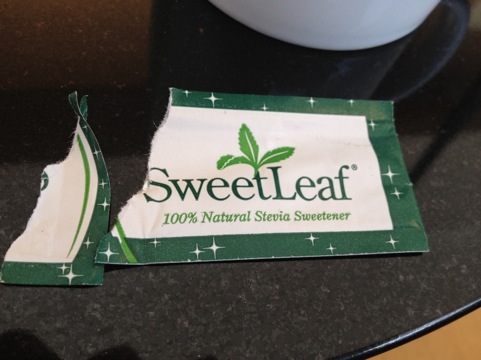 SweetLeaf®
100% Natural Stevia Sweetener